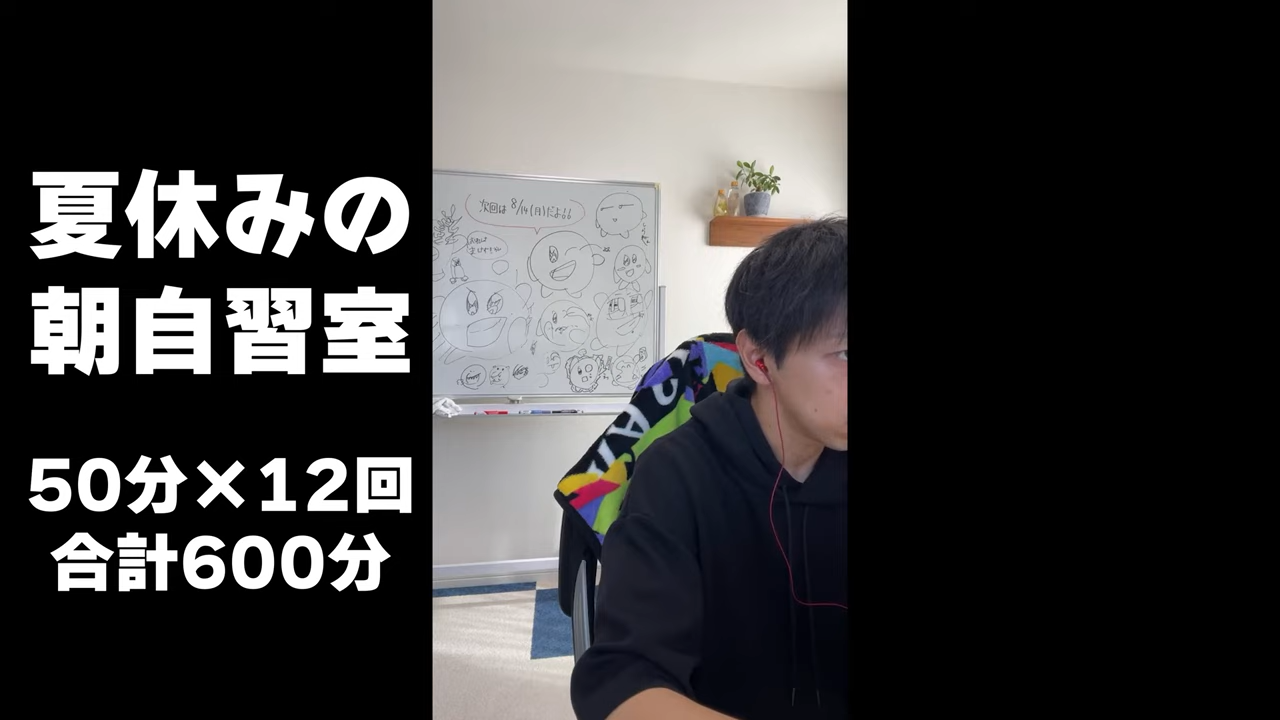 夏休みの
朝自習室
50分×12回
合計600分
次回は 8/14(月)だよ!!